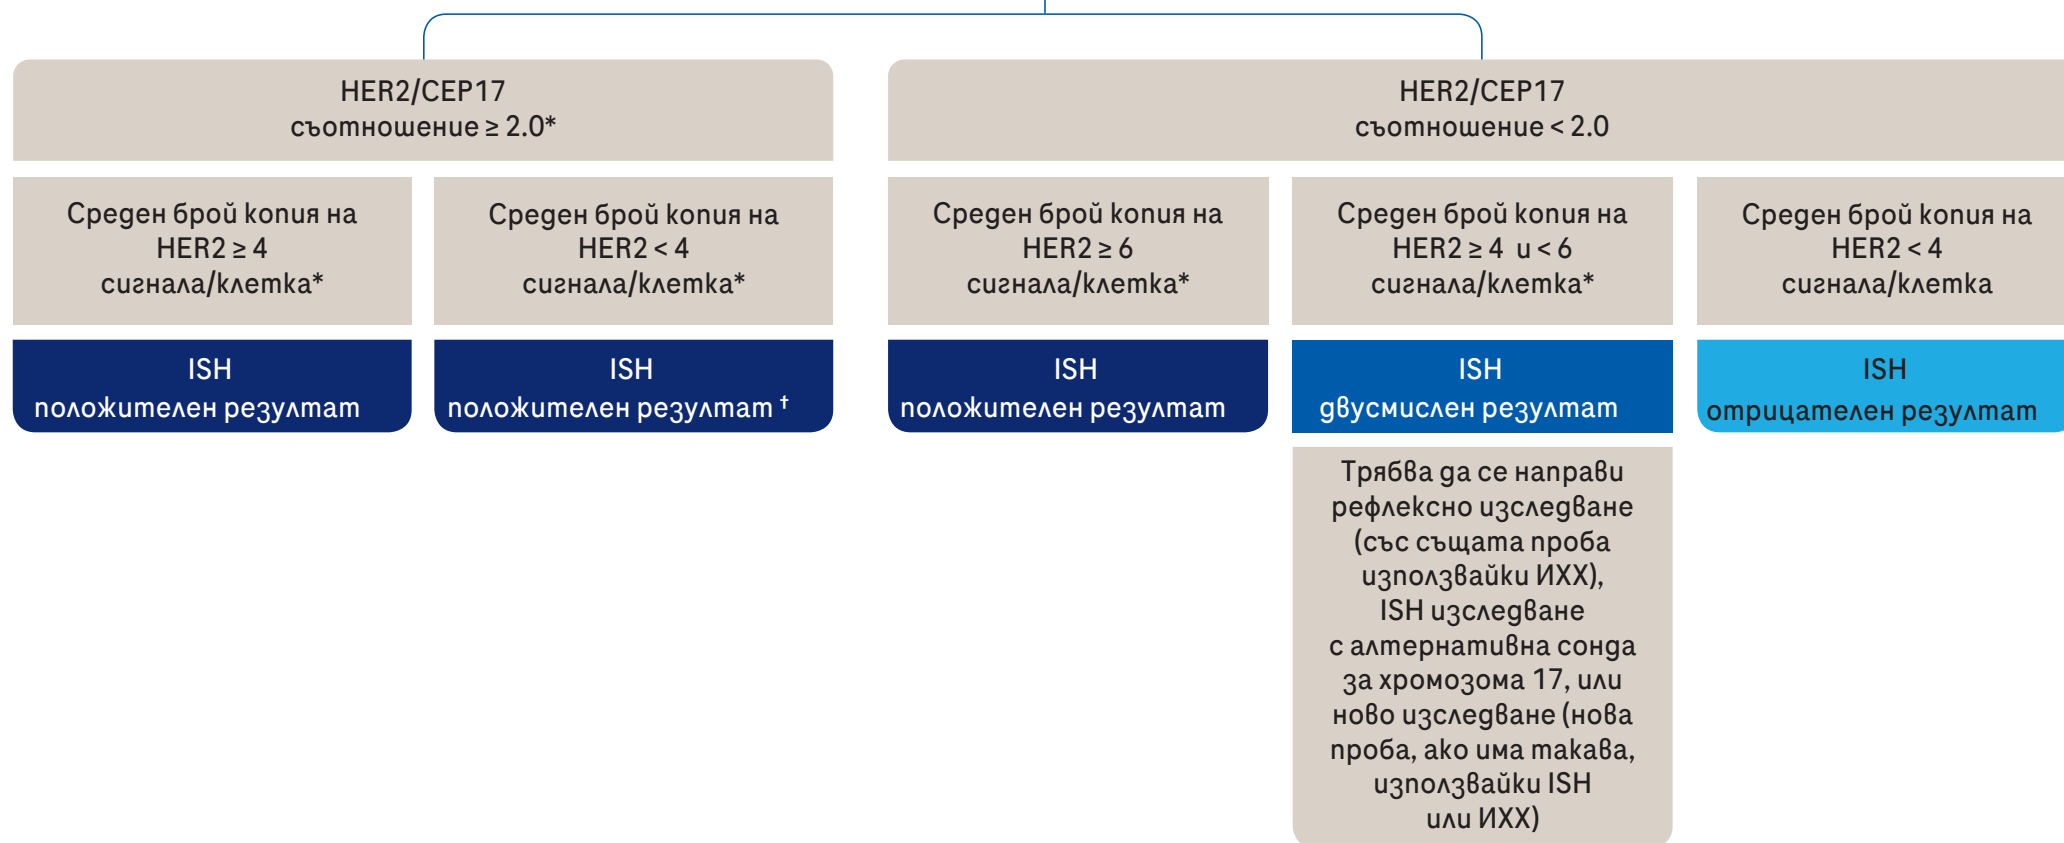 HER2/CEP17
съотношение ≥ 2.0*
HER2/CEP17
съотношение < 2.0
Среден брой копия на
HER2 ≥ 4
сигнала/клетка*
Среден брой копия на
HER2 < 4
сигнала/клетка*
Среден брой копия на
HER2 ≥ 6
сигнала/клетка*
Среден брой копия на
HER2 ≥ 4 и < 6
сигнала/клетка*
Среден брой копия на
HER2 < 4
сигнала/клетка
ISH
положителен резултат
ISH
положителен резултат †
ISH
положителен резултат
ISH
двусмислен резултат
ISH
отрицателен резултат
Трябва да се направи
рефлексно изследване
(със същата проба
използвайки ИХХ),
ISH изследване
с алтернативна сонда
за хромозома 17, или
ново изследване (нова
проба, ако има такава,
използвайки ISH
или ИХХ)